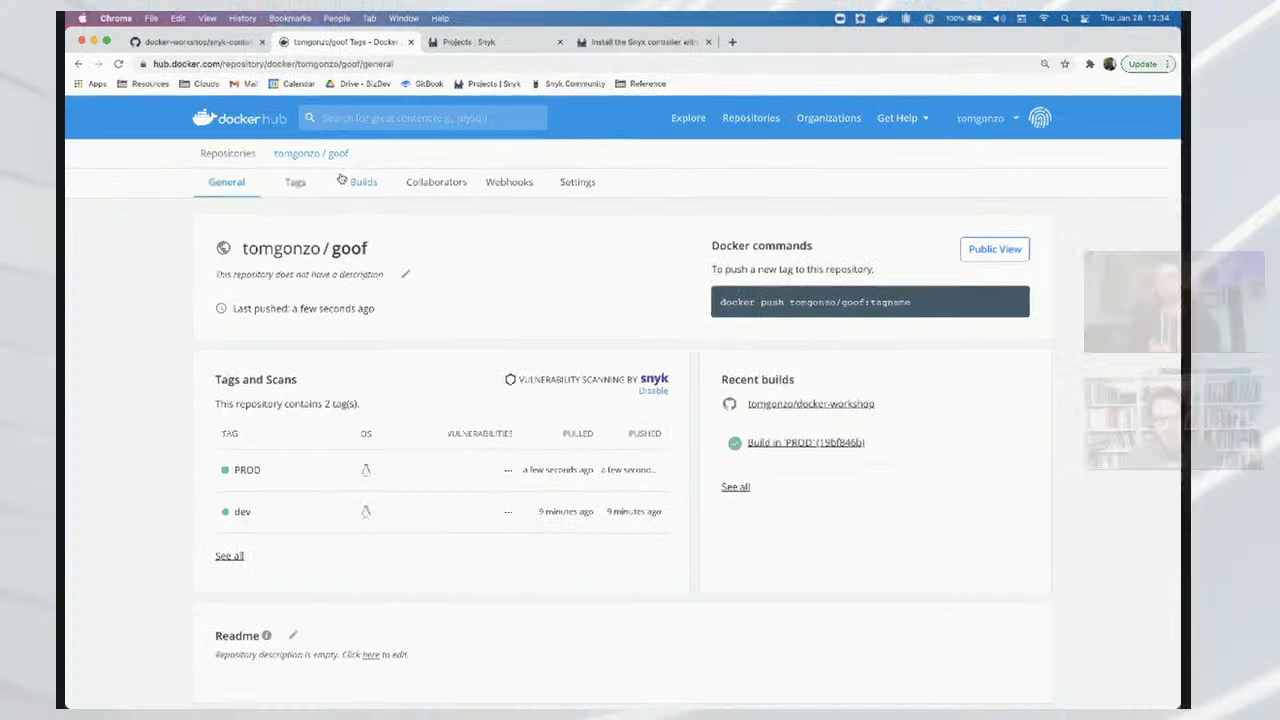 Chrome File Edit View History Bookmarks People Tab Window Help 100% Thu Jan 28 12:34
docker-workshop/snyk-contai tomgonzo/goof Tags - Docker Projects | Snyk Install the Snyk controller with
hub.docker.com/repository/docker/tomgonzo/goof/general Update
Apps Resources Clouds Mail Calendar Drive - BizDev GitBook Projects | Snyk Snyk Community Reference
docker hub Search for great content (e.g., mysql) Explore Repositories Organizations Get Help tomgonzo
Repositories tomgonzo / goof
General Tags Builds Collaborators Webhooks Settings
tomgonzo / goof
This repository does not have a description
Last pushed: a few seconds ago
Docker commands
Public View
To push a new tag to this repository,
docker push tomgonzo/goof:tagname
Tags and Scans
VULNERABILITY SCANNING BY snyk
Disable
This repository contains 2 tag(s).
TAG OS VULNERABILITIES PULLED PUSHED
PROD --- a few seconds ago a few second...
dev --- 9 minutes ago 9 minutes ago
See all
Recent builds
tomgonzo/docker-workshop
Build in 'PROD' (19bf846b)
See all
Readme
Repository description is empty. Click here to edit.